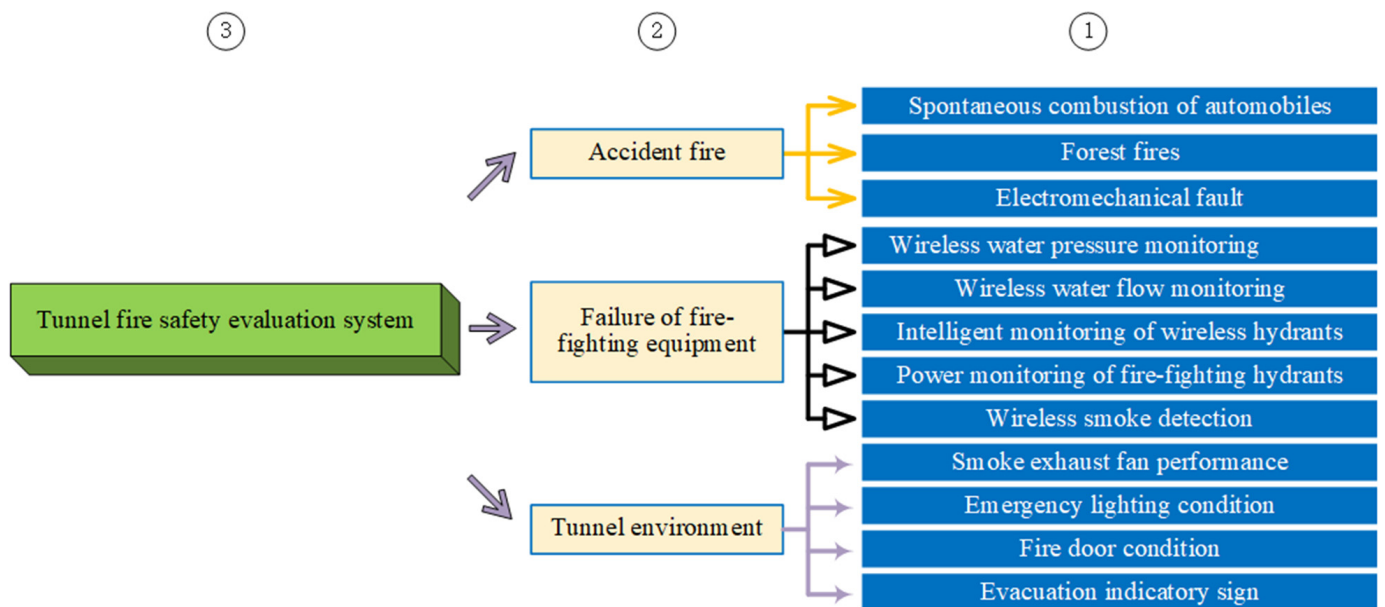 ③
②
①
Tunnel fire safety evaluation system
Accident fire
Failure of fire-
fighting equipment
Tunnel environment
Spontaneous combustion of automobiles
Forest fires
Electromechanical fault
Wireless water pressure monitoring
Wireless water flow monitoring
Intelligent monitoring of wireless hydrants
Power monitoring of fire-fighting hydrants
Wireless smoke detection
Smoke exhaust fan performance
Emergency lighting condition
Fire door condition
Evacuation indicatory sign